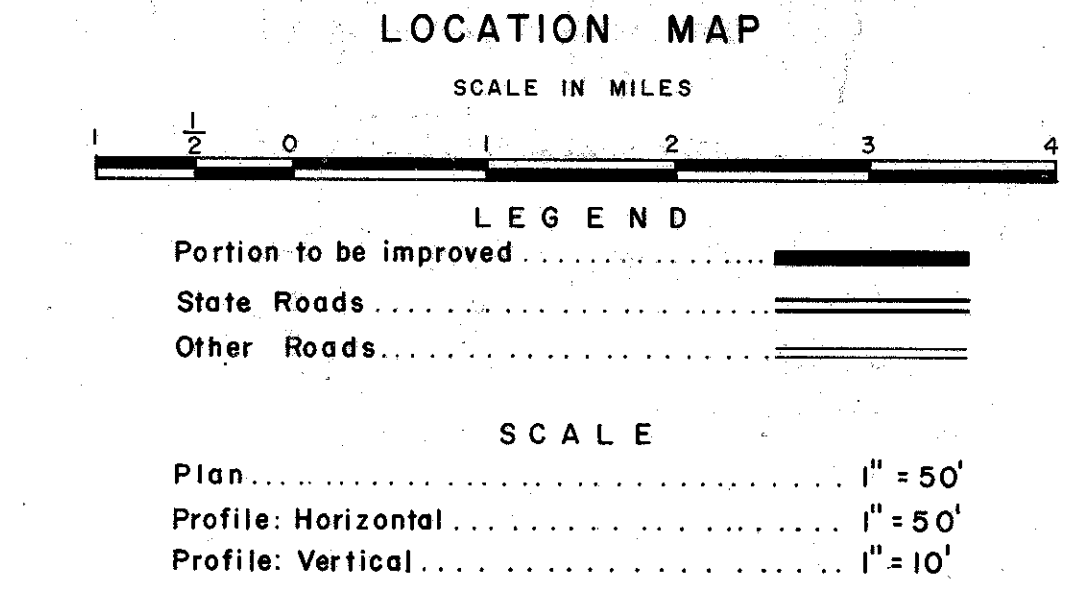 LOCATION MAP
SCALE IN MILES
1 1/2 0 1 2 3 4
LEGEND
Portion to be improved
State Roads
Other Roads
SCALE
Plan 1" = 50'
Profile: Horizontal 1" = 50'
Profile: Vertical 1" = 10'